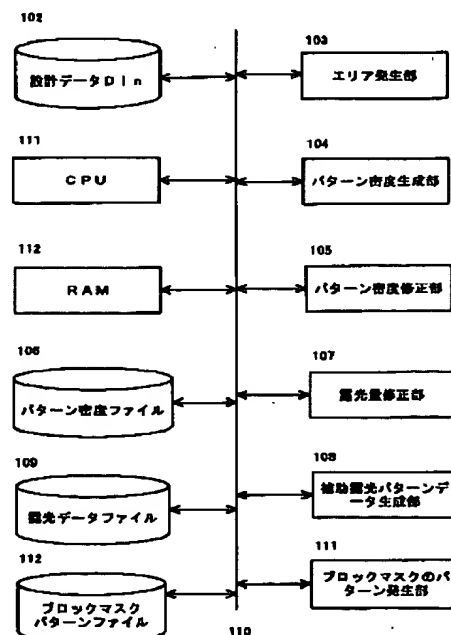 102
設計データDIn
103
エリア発生部
111
CPU
104
パターン密度生成部
112
RAM
105
パターン密度修正部
106
パターン密度ファイル
107
露光量修正部
109
露光データファイル
108
補助露光パターンデ
ータ生成部
112
ブロックマスク
パターンファイル
111
ブロックマスクのパ
ターン発生部
110